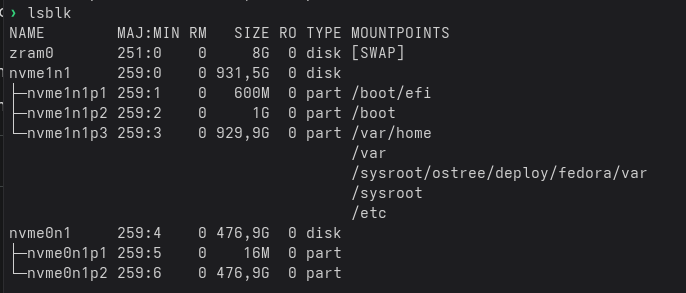 ❯ lsblk
NAME        MAJ:MIN RM   SIZE RO TYPE MOUNTPOINTS
zram0       251:0    0     8G  0 disk [SWAP]
nvme1n1     259:0    0 931,5G  0 disk
├─nvme1n1p1 259:1    0   600M  0 part /boot/efi
├─nvme1n1p2 259:2    0     1G  0 part /boot
└─nvme1n1p3 259:3    0 929,9G  0 part /var/home
/var
/sysroot/ostree/deploy/fedora/var
/sysroot
/etc
nvme0n1     259:4    0 476,9G  0 disk
├─nvme0n1p1 259:5    0    16M  0 part
└─nvme0n1p2 259:6    0 476,9G  0 part